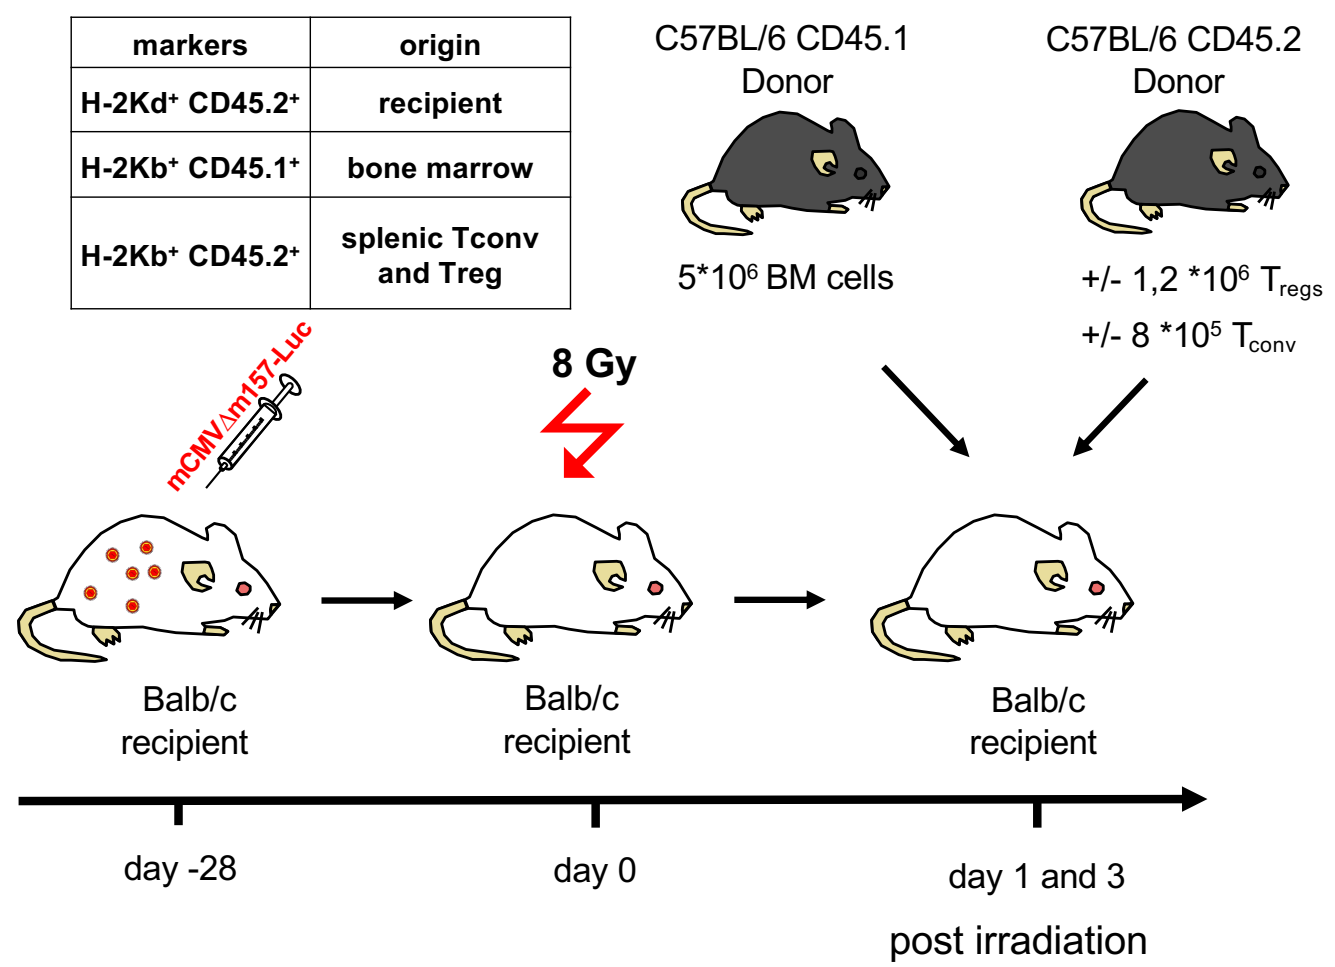 markers origin
H-2Kd⁺ CD45.2⁺ recipient
H-2Kb⁺ CD45.1⁺ bone marrow
H-2Kb⁺ CD45.2⁺ splenic Tconv
and Treg
C57BL/6 CD45.1
Donor
C57BL/6 CD45.2
Donor
5*10⁶ BM cells
+/- 1,2 *10⁶ Tregs
+/- 8 *10⁵ Tconv
mCMVΔm157-Luc
8 Gy
Balb/c
recipient
Balb/c
recipient
Balb/c
recipient
day -28
day 0
day 1 and 3
post irradiation